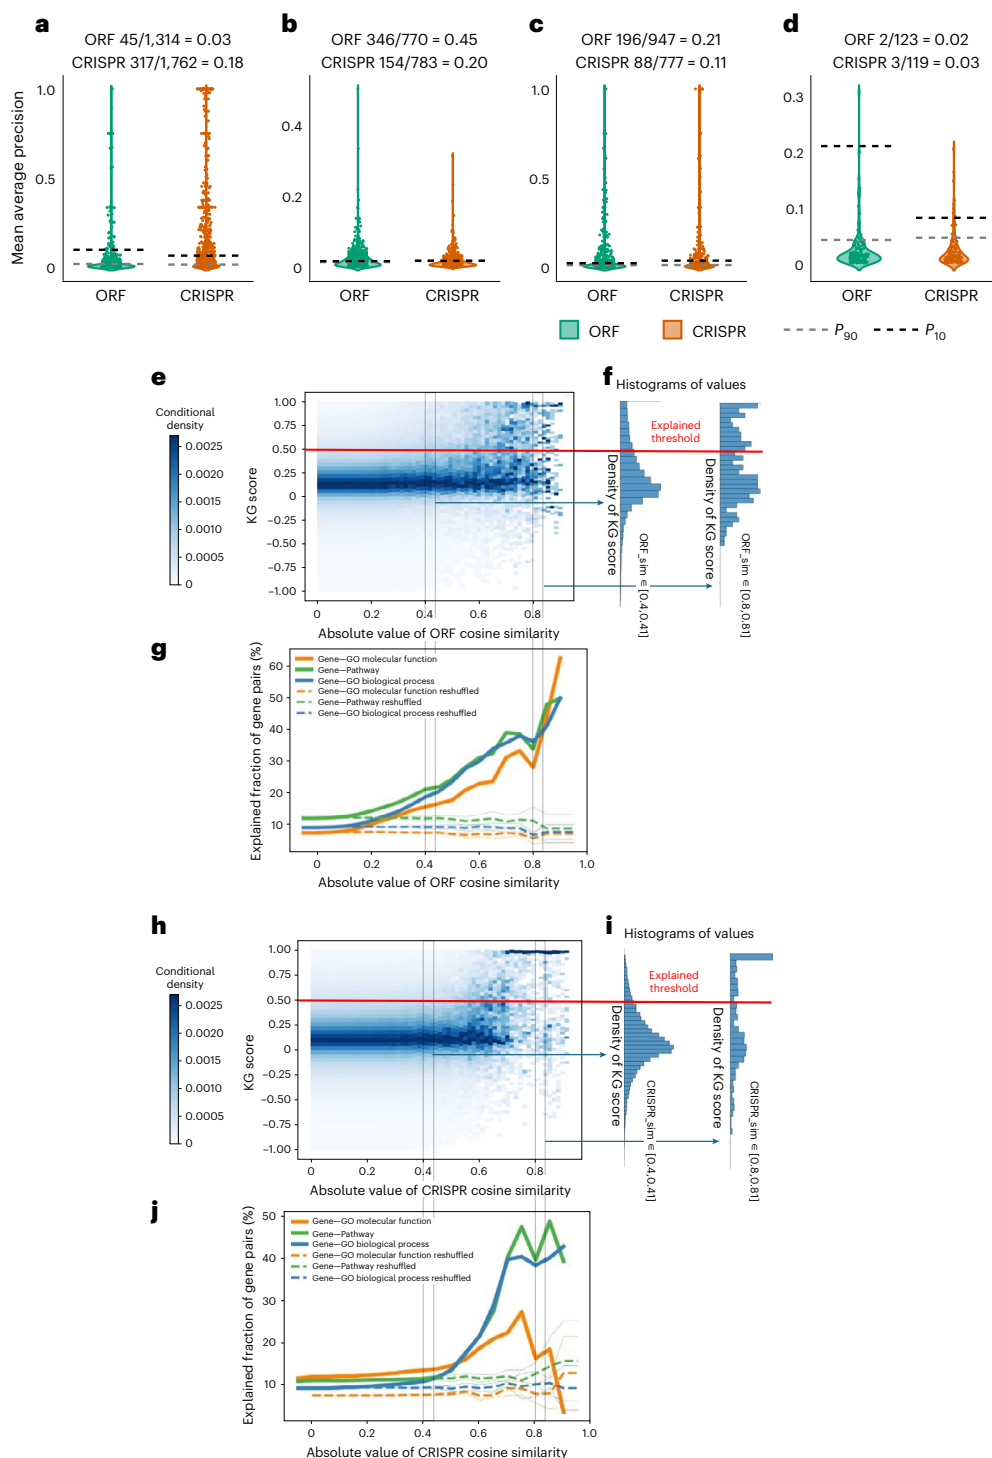 a
ORF 45/1,314 = 0.03
CRISPR 317/1,762 = 0.18
Mean average precision
1.0
0.5
0
ORF
CRISPR
b
ORF 346/770 = 0.45
CRISPR 154/783 = 0.20
0.4
0.2
0
ORF
CRISPR
c
ORF 196/947 = 0.21
CRISPR 88/777 = 0.11
1.0
0.5
0
ORF
CRISPR
d
ORF 2/123 = 0.02
CRISPR 3/119 = 0.03
0.3
0.2
0.1
0
ORF
CRISPR
ORF
CRISPR
P90
P10
e
Conditional
density
0.0025
0.0020
0.0015
0.0010
0.0005
0
KG score
1.00
0.75
0.50
0.25
0
−0.25
−0.50
−0.75
−1.00
0
0.2
0.4
0.6
0.8
Absolute value of ORF cosine similarity
f
Histograms of values
Explained
threshold
Density of KG score
ORF_sim ∈ [0.4,0.41]
Density of KG score
ORF_sim ∈ [0.8,0.81]
g
Explained fraction of gene pairs (%)
60
50
40
30
20
10
Gene—GO molecular function
Gene—Pathway
Gene—GO biological process
Gene—GO molecular function reshuffled
Gene—Pathway reshuffled
Gene—GO biological process reshuffled
0
0.2
0.4
0.6
0.8
1.0
Absolute value of ORF cosine similarity
h
Conditional
density
0.0025
0.0020
0.0015
0.0010
0.0005
0
KG score
1.00
0.75
0.50
0.25
0
−0.25
−0.50
−0.75
−1.00
0
0.2
0.4
0.6
0.8
Absolute value of CRISPR cosine similarity
i
Histograms of values
Explained
threshold
Density of KG score
CRISPR_sim ∈ [0.4,0.41]
Density of KG score
CRISPR_sim ∈ [0.8,0.81]
j
Explained fraction of gene pairs (%)
50
40
30
20
10
Gene—GO molecular function
Gene—Pathway
Gene—GO biological process
Gene—GO molecular function reshuffled
Gene—Pathway reshuffled
Gene—GO biological process reshuffled
0
0.2
0.4
0.6
0.8
1.0
Absolute value of CRISPR cosine similarity